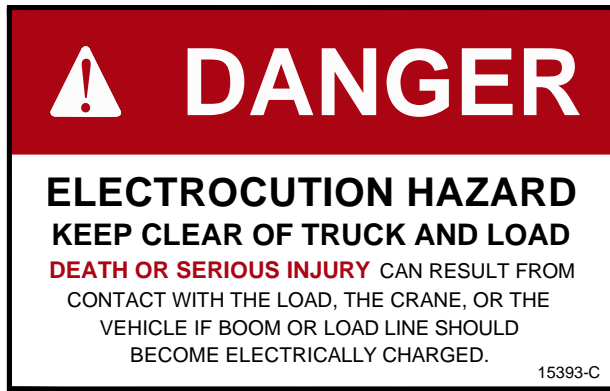 DANGER
ELECTROCUTION HAZARD
KEEP CLEAR OF TRUCK AND LOAD
DEATH OR SERIOUS INJURY CAN RESULT FROM
CONTACT WITH THE LOAD, THE CRANE, OR THE
VEHICLE IF BOOM OR LOAD LINE SHOULD
BECOME ELECTRICALLY CHARGED.
15393-C